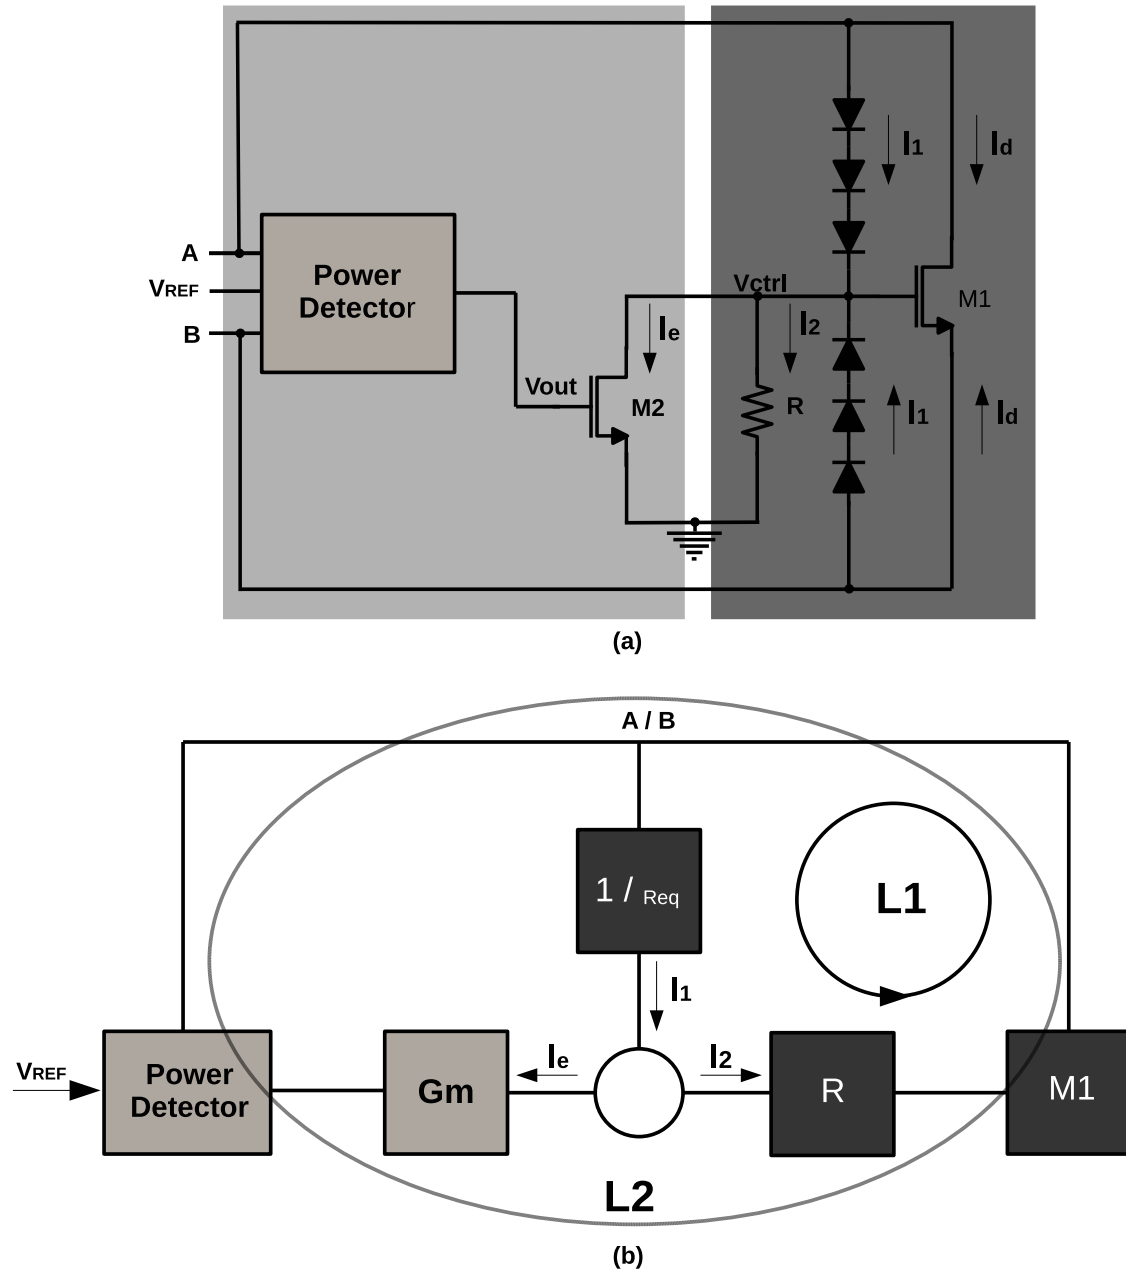 I1
Id
A
VREF
B
Power
Detector
Vctrl
M1
Ie
I2
Vout
M2
R
I1
Id
(a)
A / B
1 / Req
L1
I1
VREF
Power
Detector
Gm
Ie
I2
R
M1
L2
(b)